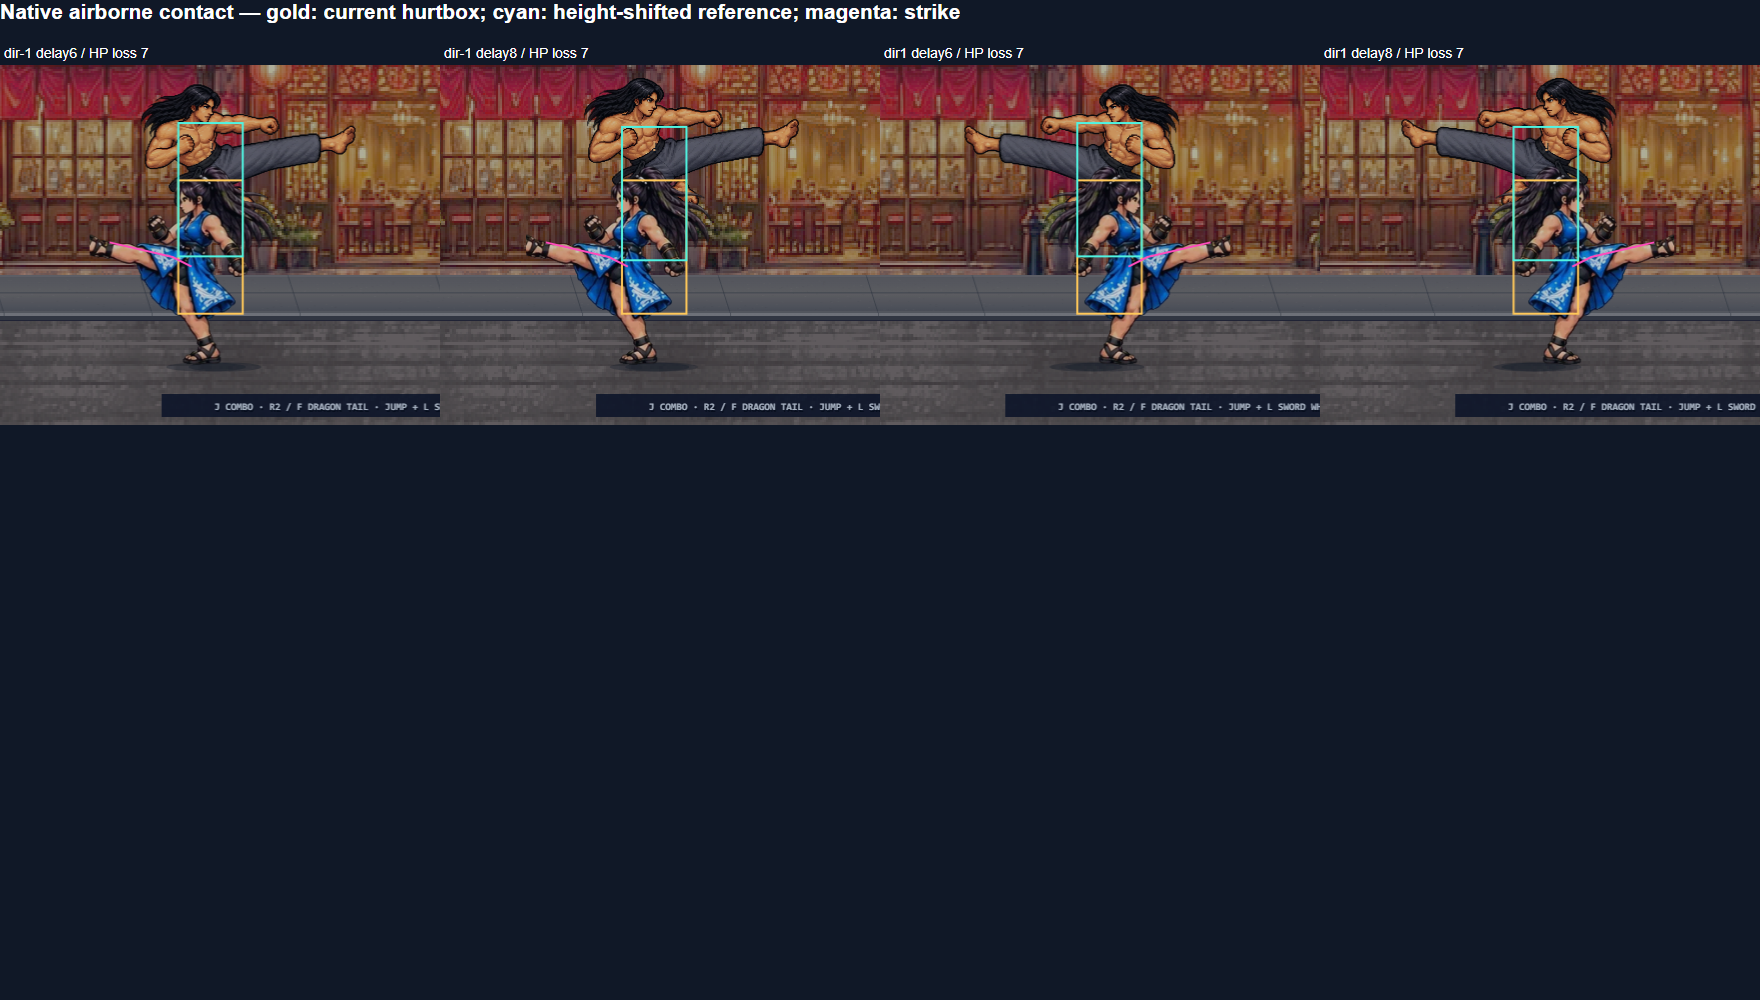 Native airborne contact — gold: current hurtbox; cyan: height-shifted reference; magenta: strike
dir-1 delay6 / HP loss 7
dir-1 delay8 / HP loss 7
dir1 delay6 / HP loss 7
dir1 delay8 / HP loss 7
J COMBO · R2 / F DRAGON TAIL · JUMP + L S
J COMBO · R2 / F DRAGON TAIL · JUMP + L SW
J COMBO · R2 / F DRAGON TAIL · JUMP + L SWORD WH
J COMBO · R2 / F DRAGON TAIL · JUMP + L SWORD